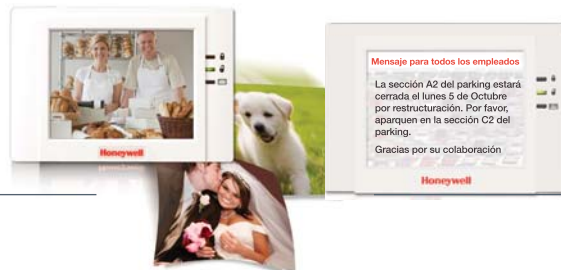 Honeywell
Mensaje para todos los empleados
La sección A2 del parking estará
cerrada el lunes 5 de Octubre
por restructuración. Por favor,
aparquen en la sección C2 del
parking.
Gracias por su colaboración
Honeywell